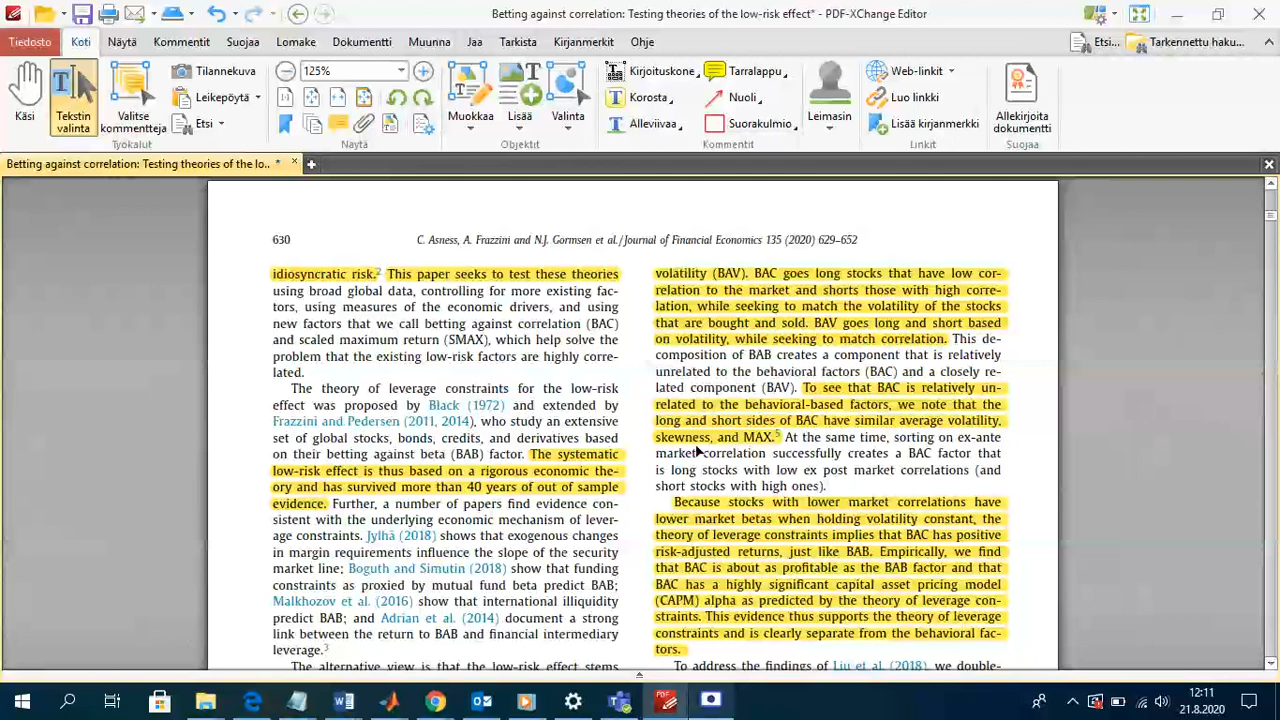 Betting against correlation: Testing theories of the low-risk effect* - PDF-XChange Editor
Tiedosto Koti Näytä Kommentit Suojaa Lomake Dokumentti Muunna Jaa Tarkista Kirjanmerkit Ohje Etsi... Tarkennettu haku...
Käsi
Tekstin valinta
Valitse kommentteja
Tilannekuva
Leikepöytä
Etsi
Työkalut
125%
Näytä
Muokkaa
Lisää
Valinta
Objektit
Kirjoituskone
Korosta
Alleviivaa
Tarralappu
Nuoli
Suorakulmio
Kommentit
Leimasin
Web-linkit
Luo linkki
Lisää kirjanmerkki
Linkit
Allekirjoita dokumentti
Suojaa
Betting against correlation: Testing theories of the lo.. *
630 C. Asness, A. Frazzini and N.J. Gormsen et al./Journal of Financial Economics 135 (2020) 629–652
idiosyncratic risk.2 This paper seeks to test these theories
using broad global data, controlling for more existing fac-
tors, using measures of the economic drivers, and using
new factors that we call betting against correlation (BAC)
and scaled maximum return (SMAX), which help solve the
problem that the existing low-risk factors are highly corre-
lated.
The theory of leverage constraints for the low-risk
effect was proposed by Black (1972) and extended by
Frazzini and Pedersen (2011, 2014), who study an extensive
set of global stocks, bonds, credits, and derivatives based
on their betting against beta (BAB) factor. The systematic
low-risk effect is thus based on a rigorous economic the-
ory and has survived more than 40 years of out of sample
evidence. Further, a number of papers find evidence con-
sistent with the underlying economic mechanism of lever-
age constraints. Jylhä (2018) shows that exogenous changes
in margin requirements influence the slope of the security
market line; Boguth and Simutin (2018) show that funding
constraints as proxied by mutual fund beta predict BAB;
Malkhozov et al. (2016) show that international illiquidity
predict BAB; and Adrian et al. (2014) document a strong
link between the return to BAB and financial intermediary
leverage.3
The alternative view is that the low-risk effect stems
volatility (BAV). BAC goes long stocks that have low cor-
relation to the market and shorts those with high corre-
lation, while seeking to match the volatility of the stocks
that are bought and sold. BAV goes long and short based
on volatility, while seeking to match correlation. This de-
composition of BAB creates a component that is relatively
unrelated to the behavioral factors (BAC) and a closely re-
lated component (BAV). To see that BAC is relatively un-
related to the behavioral-based factors, we note that the
long and short sides of BAC have similar average volatility,
skewness, and MAX.5 At the same time, sorting on ex-ante
market correlation successfully creates a BAC factor that
is long stocks with low ex post market correlations (and
short stocks with high ones).
Because stocks with lower market correlations have
lower market betas when holding volatility constant, the
theory of leverage constraints implies that BAC has positive
risk-adjusted returns, just like BAB. Empirically, we find
that BAC is about as profitable as the BAB factor and that
BAC has a highly significant capital asset pricing model
(CAPM) alpha as predicted by the theory of leverage con-
straints. This evidence thus supports the theory of leverage
constraints and is clearly separate from the behavioral fac-
tors.
To address the findings of Liu et al. (2018), we double-
12:11
21.8.2020